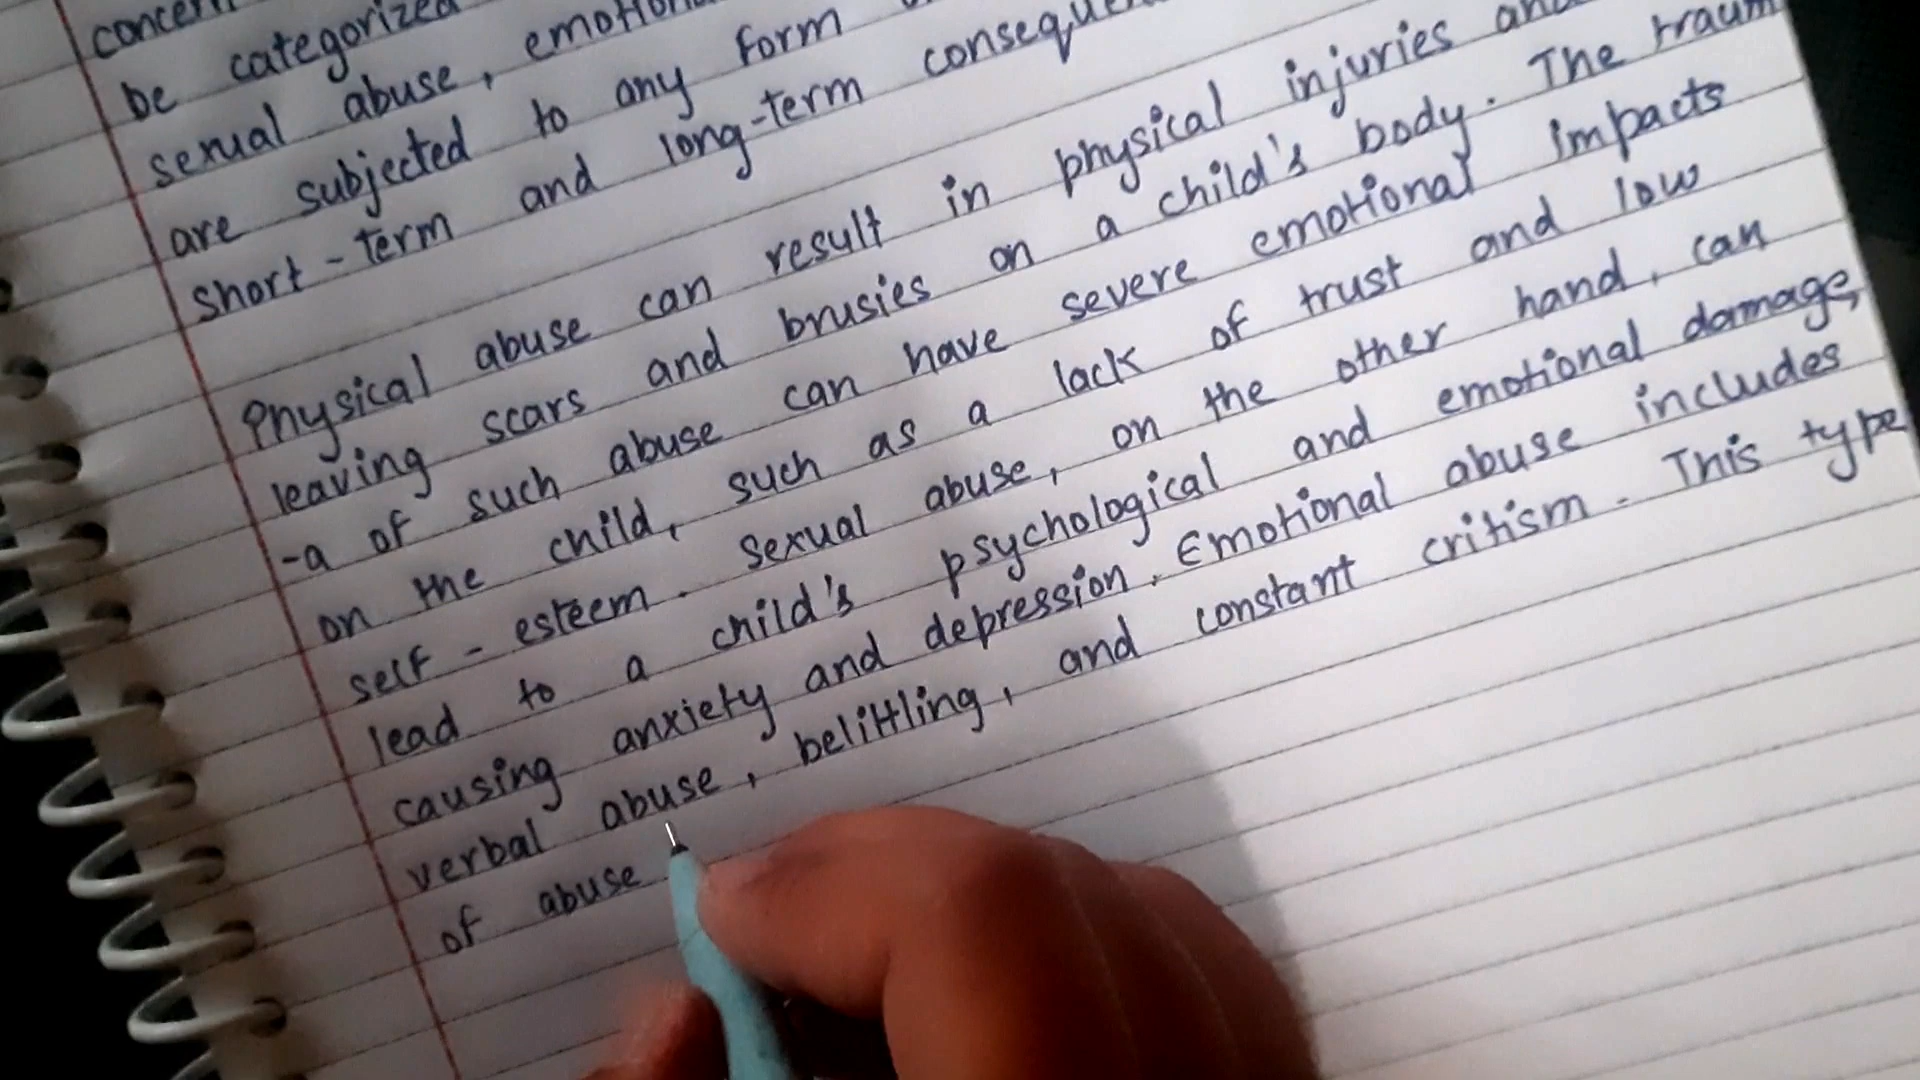 concern
be categorized
sexual abuse, emotional
are subjected to any form
short-term and long-term
Physical abuse can result in physical injuries and
leaving scars and brusies on a child's body. The traum
-a of such abuse can have severe emotional impacts
on the child, such as a lack of trust and low
self-esteem. Sexual abuse, on the other hand, can
lead to a child's psychological and emotional damage,
causing anxiety and depression. Emotional abuse includes
verbal abuse, belittling, and constant critism. This type
of abuse